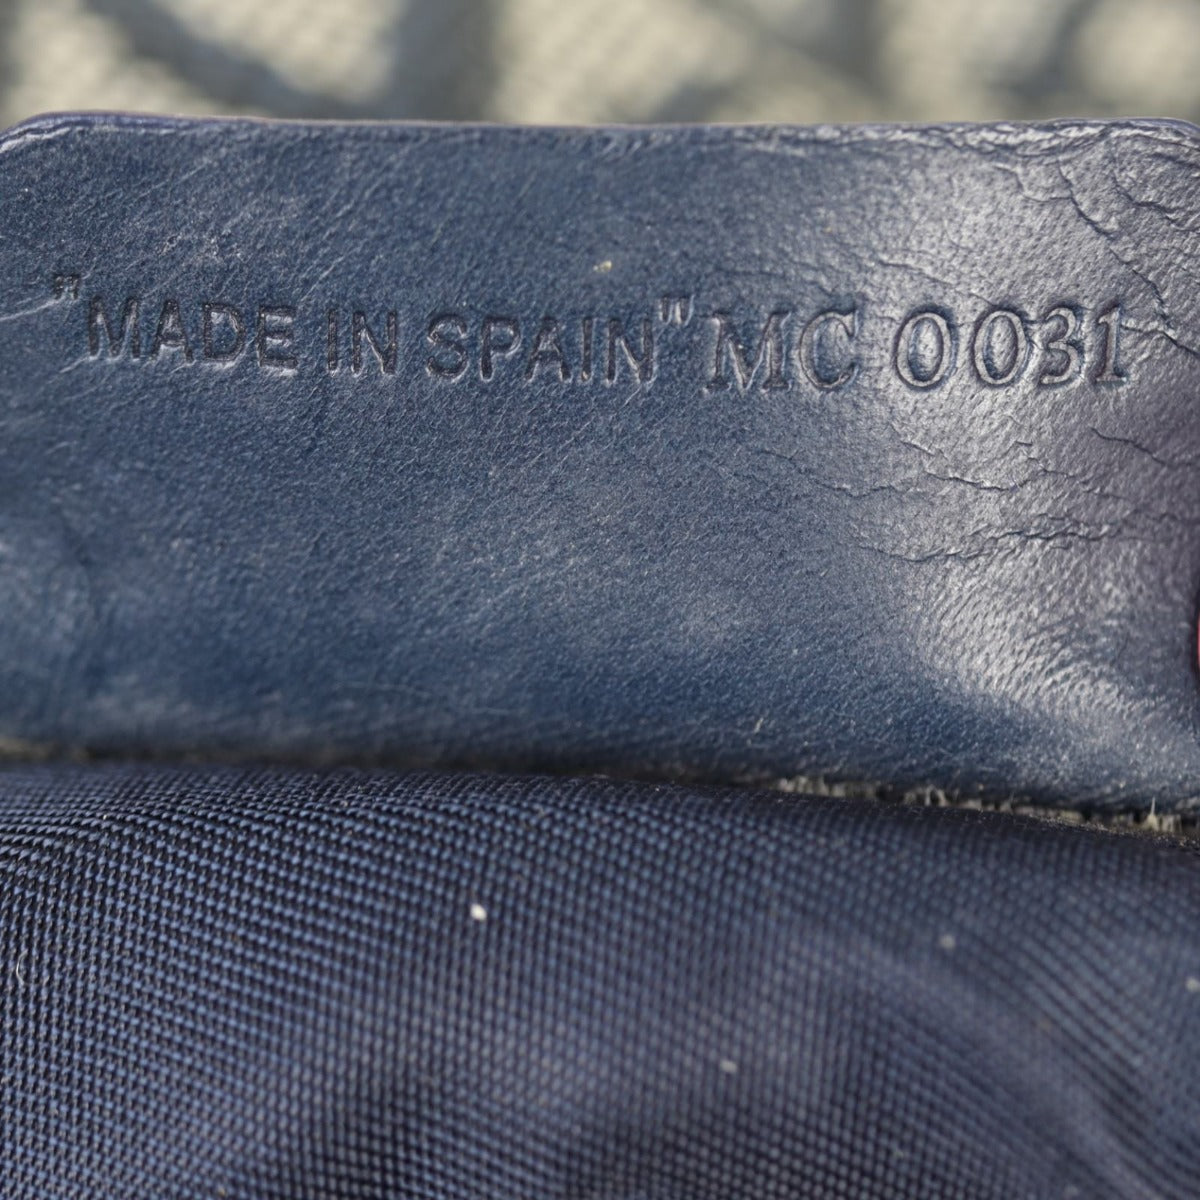 "MADE IN SPAIN" MC 0031